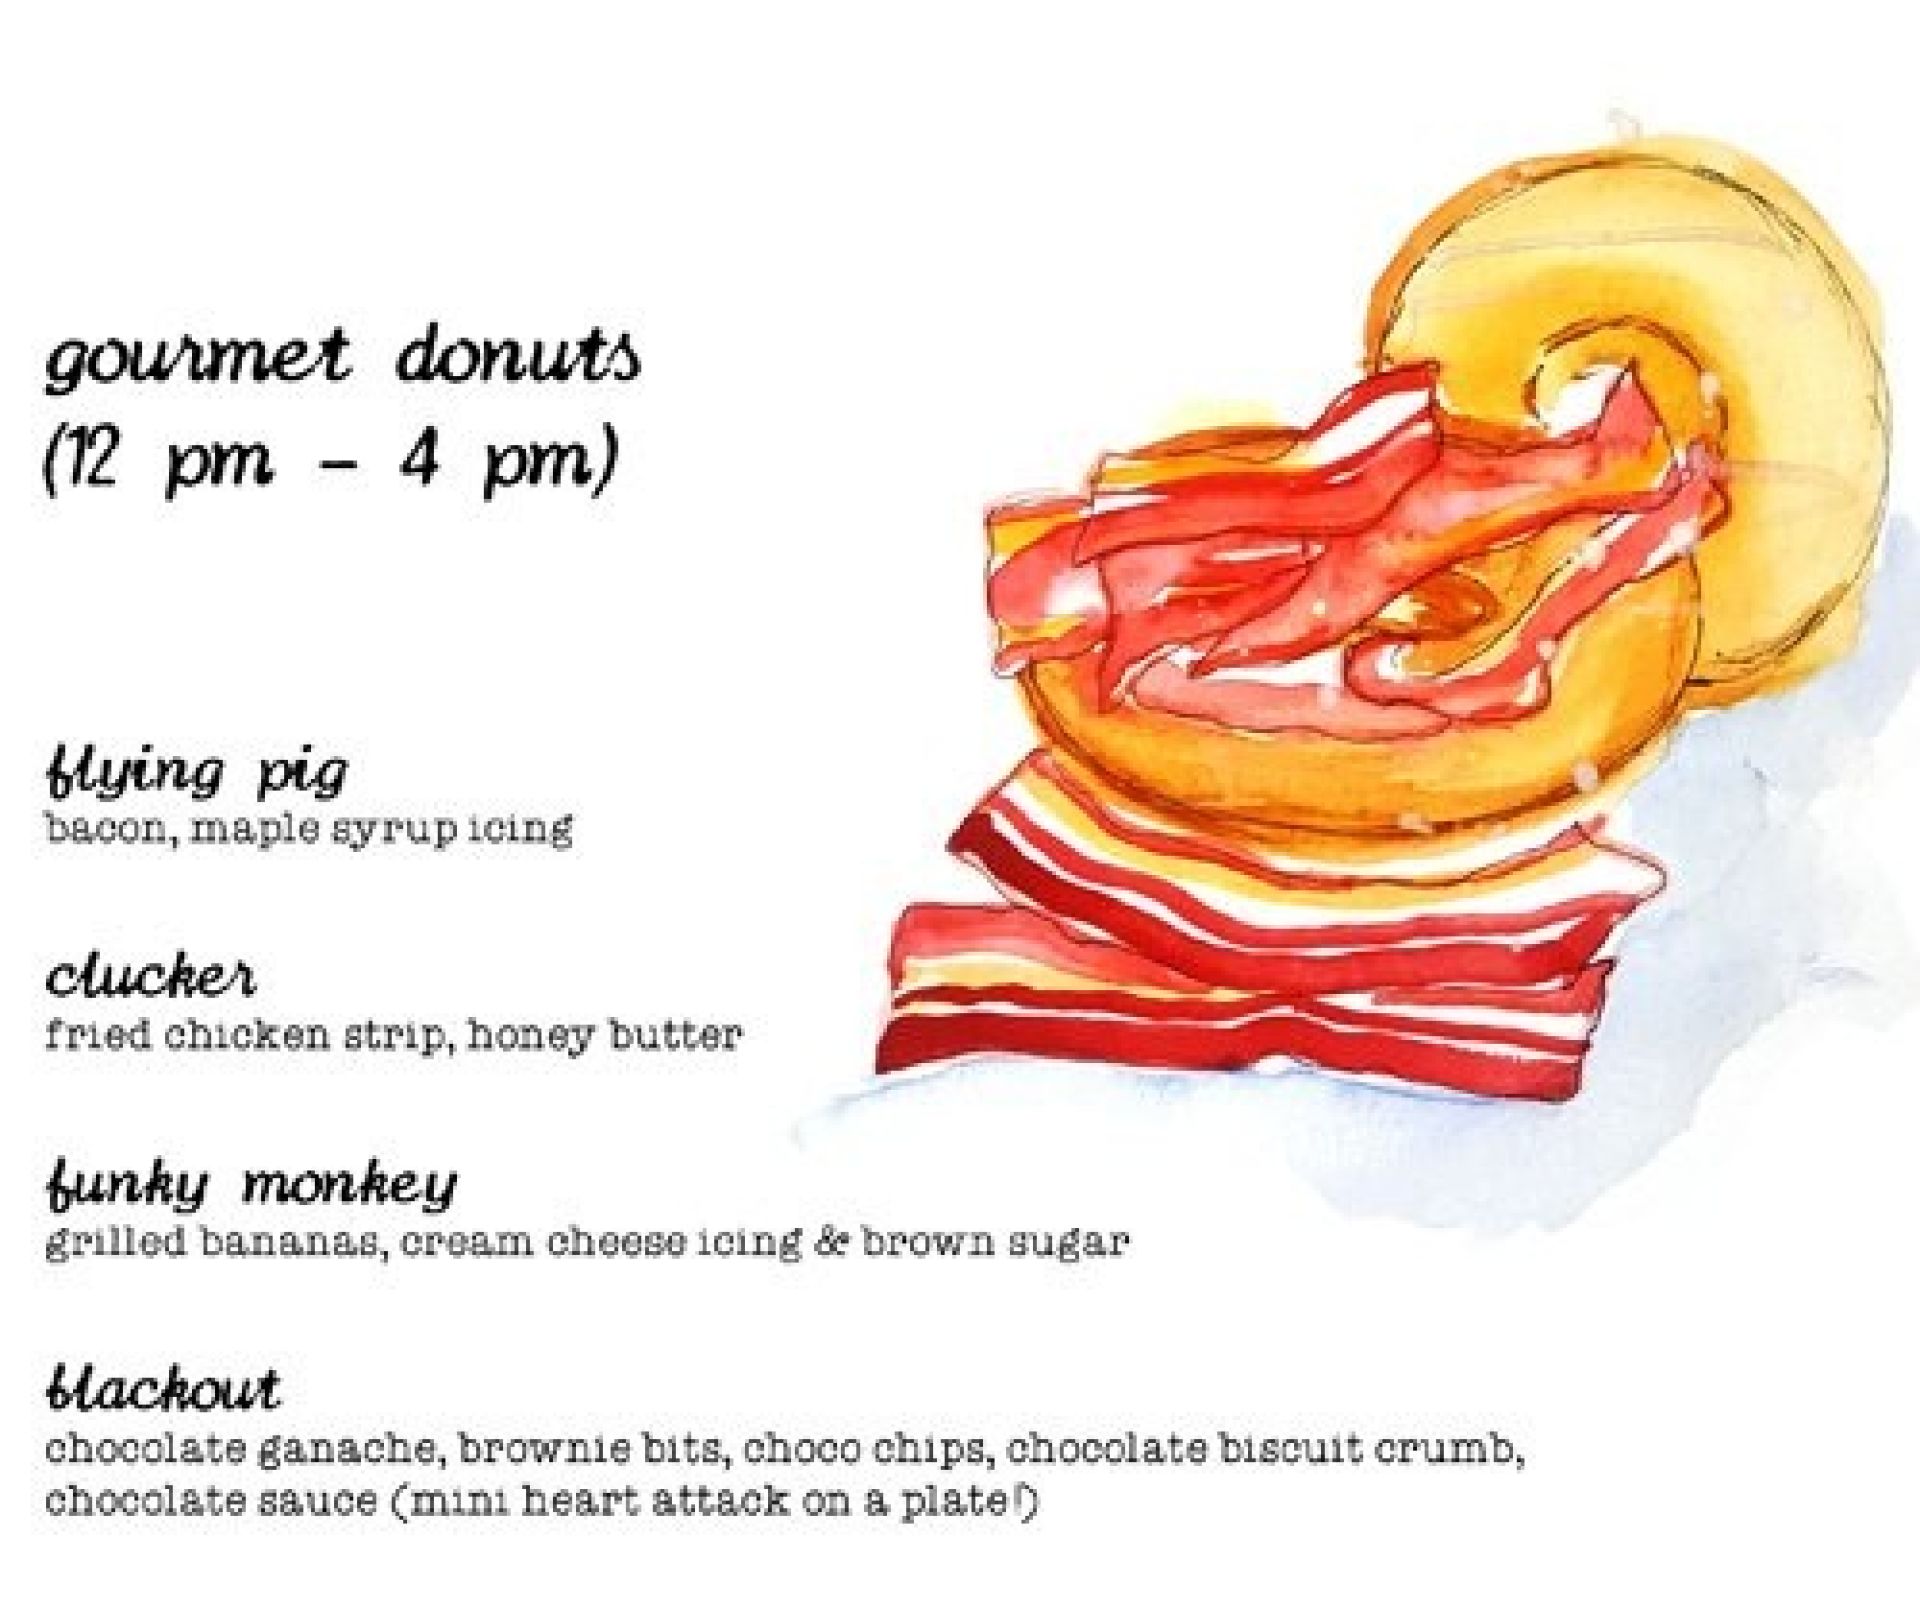 gourmet donuts
(12 pm – 4 pm)
flying pig
bacon, maple syrup icing
clucker
fried chicken strip, honey butter
funky monkey
grilled bananas, cream cheese icing & brown sugar
blackout
chocolate ganache, brownie bits, choco chips, chocolate biscuit crumb,
chocolate sauce (mini heart attack on a plate!)